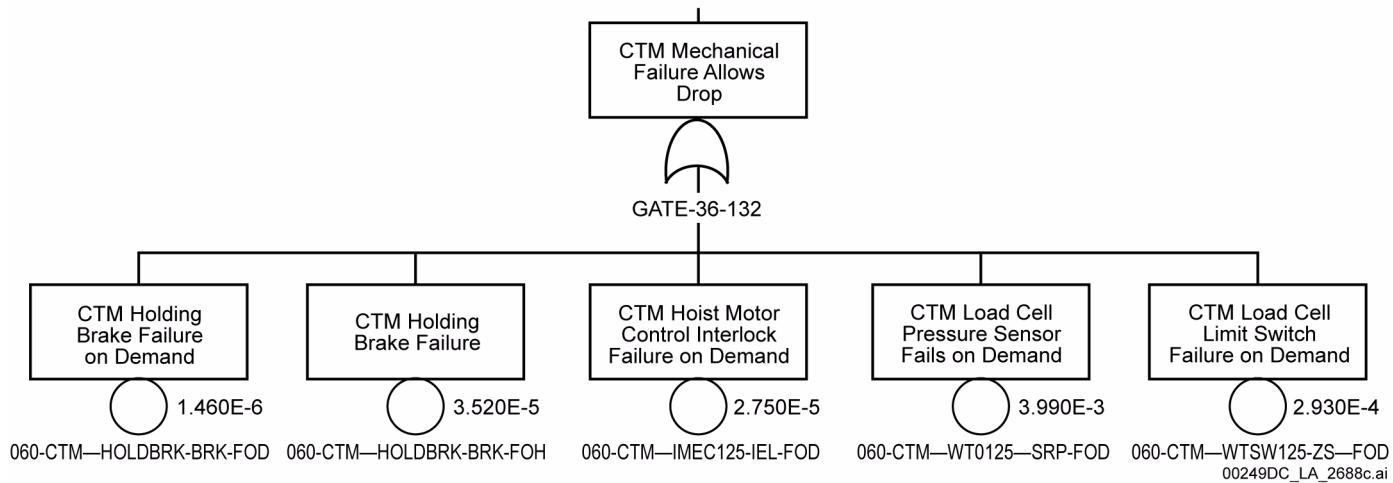 CTM Mechanical
Failure Allows
Drop
GATE-36-132
CTM Holding
Brake Failure
on Demand
CTM Holding
Brake Failure
CTM Hoist Motor
Control Interlock
Failure on Demand
CTM Load Cell
Pressure Sensor
Fails on Demand
CTM Load Cell
Limit Switch
Failure on Demand
1.460E-6
3.520E-5
2.750E-5
3.990E-3
2.930E-4
060-CTM—HOLDBRK-BRK-FOD
060-CTM—HOLDBRK-BRK-FOH
060-CTM—IMEC125-IEL-FOD
060-CTM—WT0125—SRP-FOD
060-CTM—WTSW125-ZS—FOD
00249DC_LA_2688c.ai